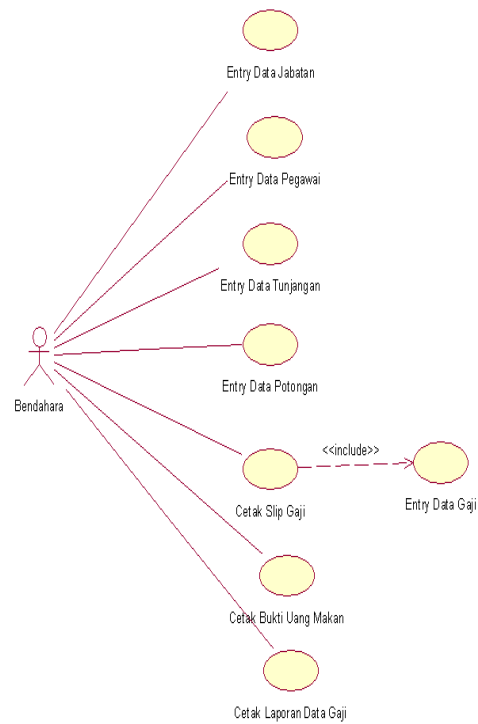 Entry Data Jabatan
Entry Data Pegawai
Entry Data Tunjangan
Entry Data Potongan
Bendahara
<<include>>
Cetak Slip Gaji
Entry Data Gaji
Cetak Bukti Uang Makan
Cetak Laporan Data Gaji